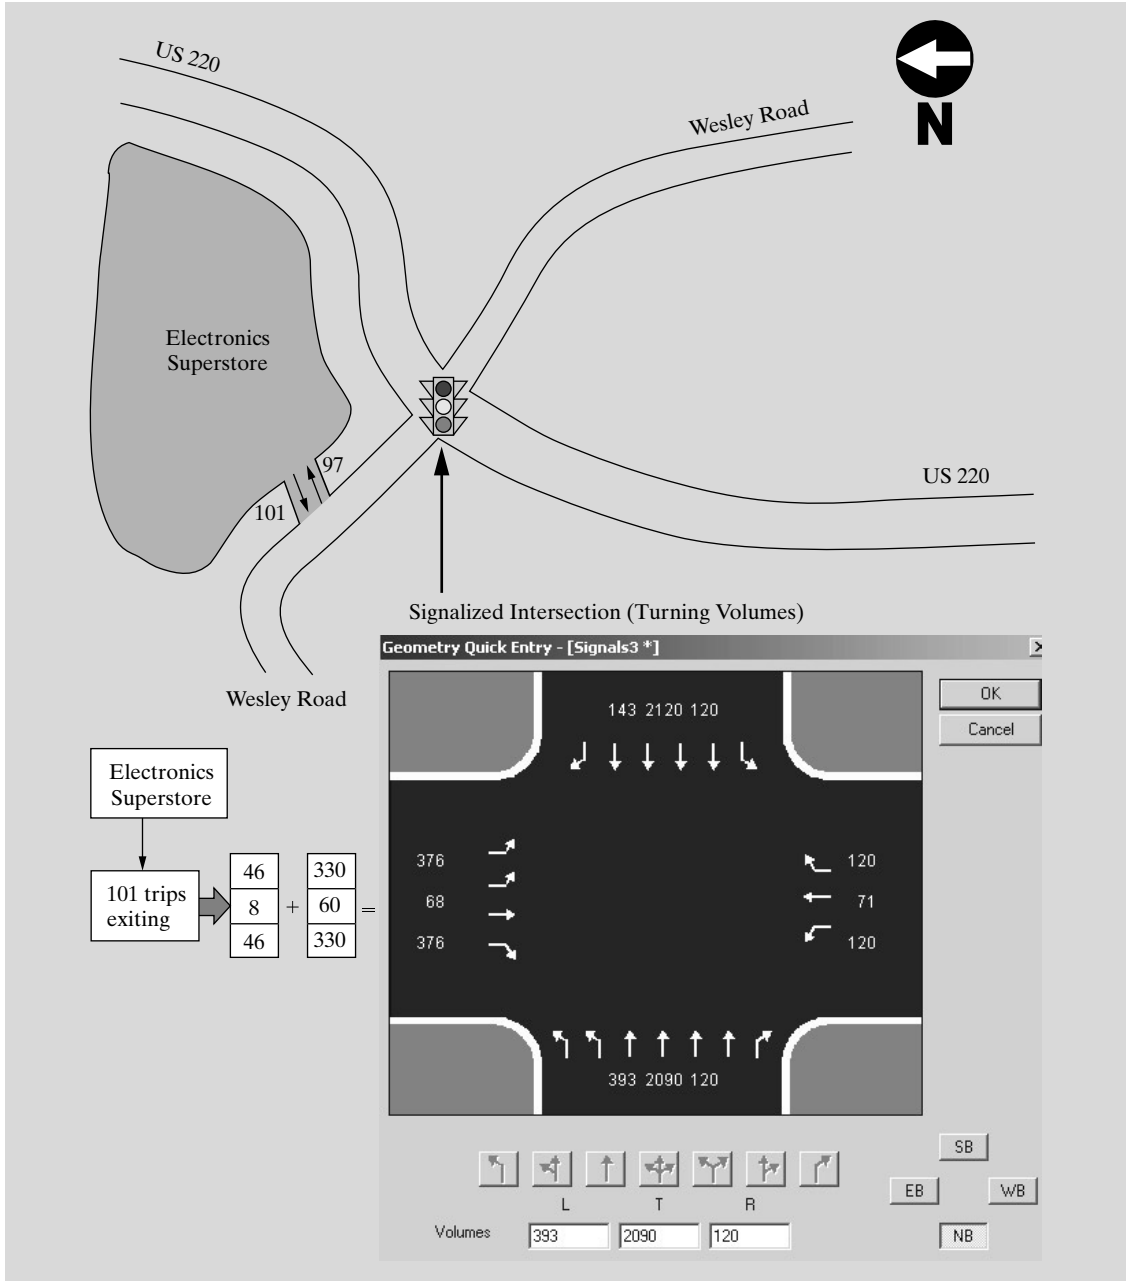 US 220
Wesley Road
N
Electronics
Superstore
97
101
US 220
Signalized Intersection (Turning Volumes)
Wesley Road
Geometry Quick Entry - [Signals3 *]
OK
Cancel
143 2120 120
Electronics
Superstore
101 trips
exiting
46
8
46
+
330
60
330
=
376
68
376
120
71
120
393 2090 120
L T R
Volumes 393 2090 120
SB
EB WB
NB